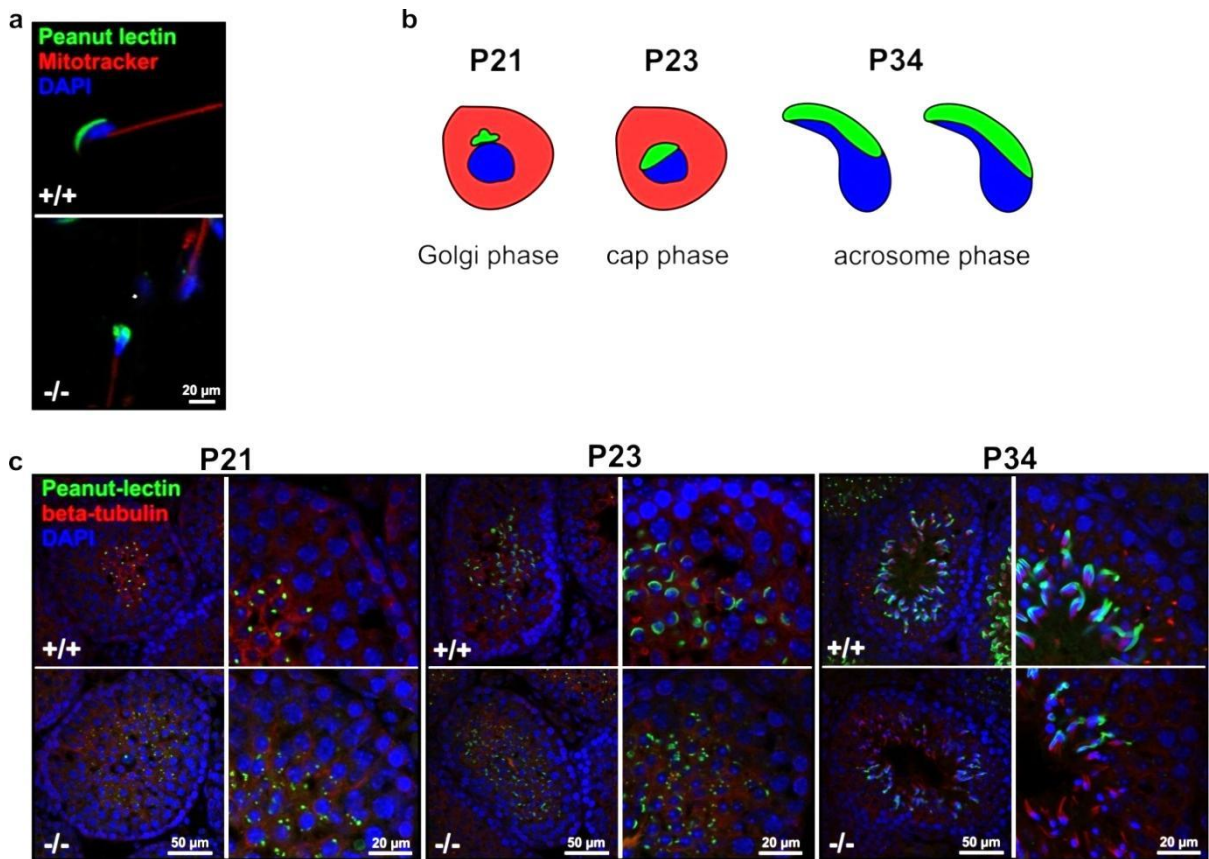 a
Peanut lectin
Mitotracker
DAPI
+/+
-/-
20 µm
b
P21 P23 P34
Golgi phase cap phase acrosome phase
c
P21 P23 P34
Peanut-lectin
beta-tubulin
DAPI
+/+ +/+ +/+
-/- 50 µm 20 µm -/- 50 µm 20 µm -/- 50 µm 20 µm